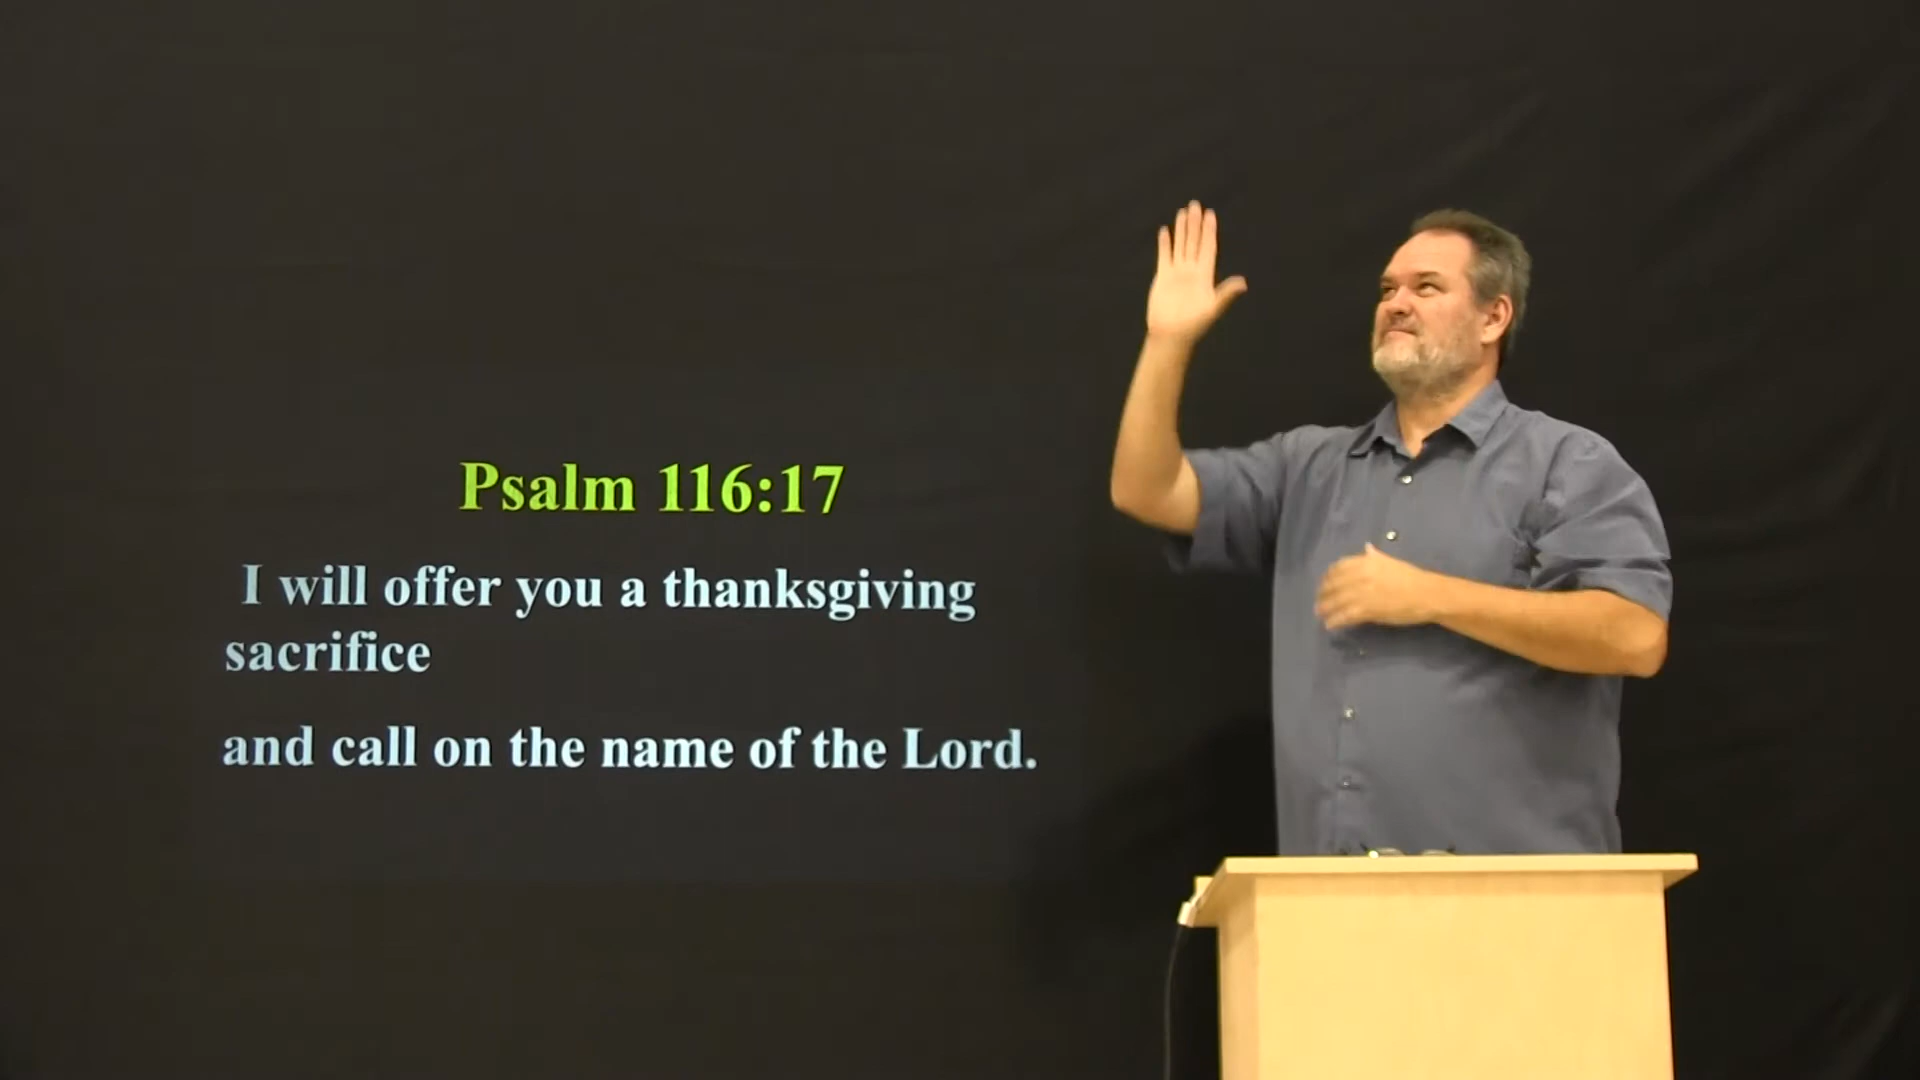 Psalm 116:17
I will offer you a thanksgiving
sacrifice
and call on the name of the Lord.